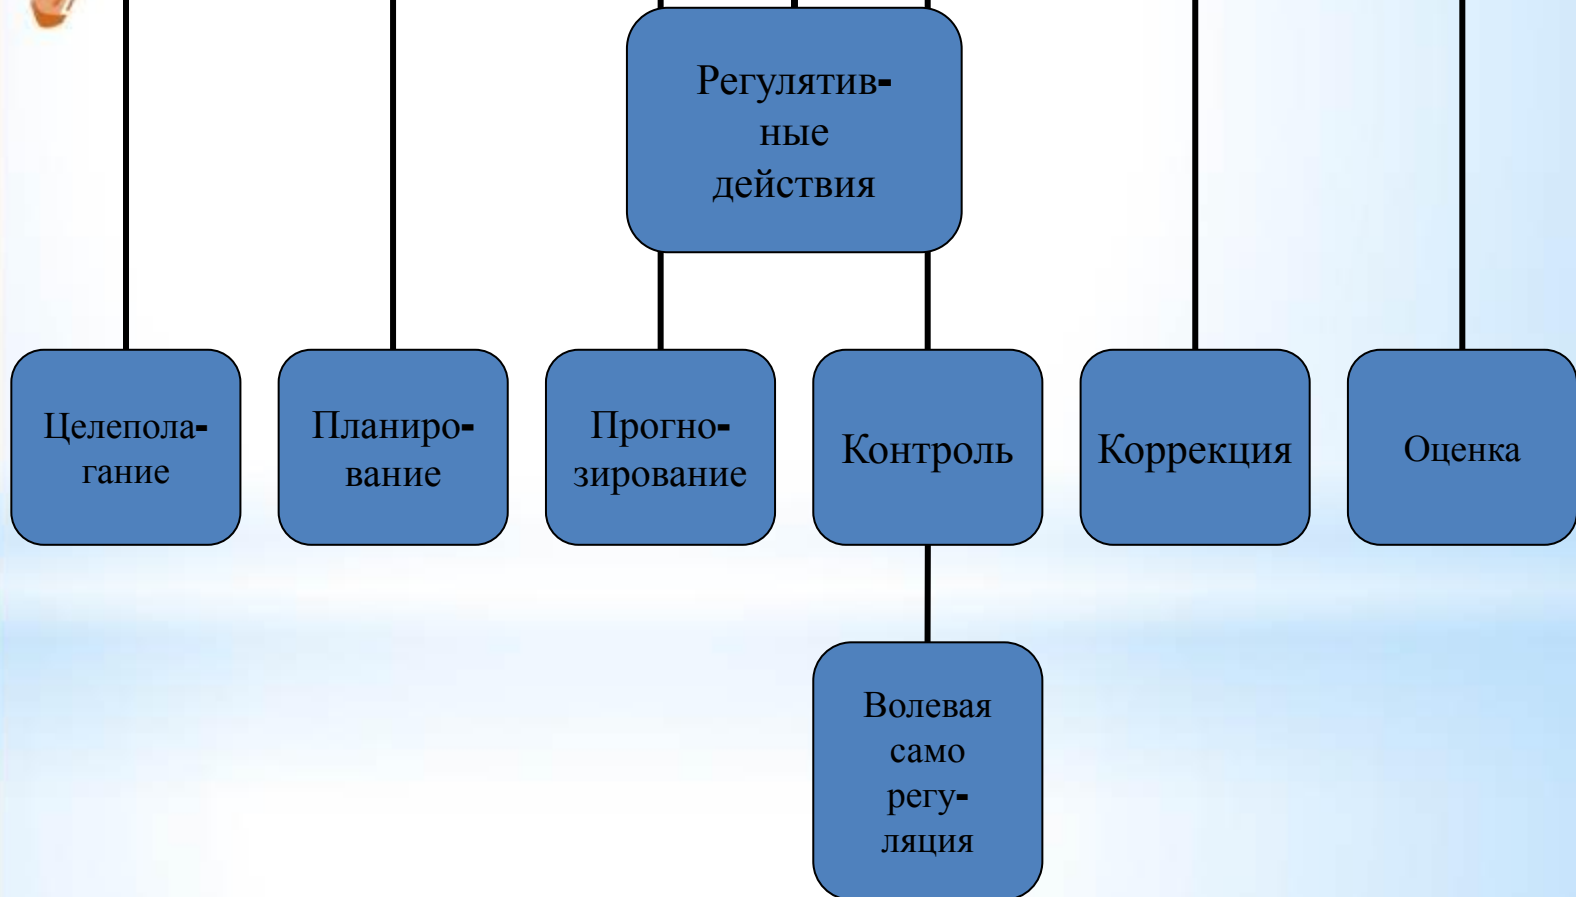 Регулятив-
ные
действия
Целепола-
гание
Планиро-
вание
Прогно-
зирование
Контроль
Коррекция
Оценка
Волевая
само
регу-
ляция